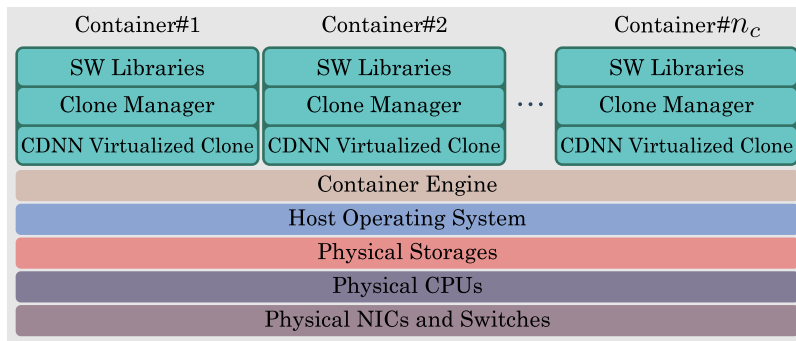 Container#1 Container#2 Container#n_c
SW Libraries SW Libraries SW Libraries
Clone Manager Clone Manager ... Clone Manager
CDNN Virtualized Clone CDNN Virtualized Clone CDNN Virtualized Clone
Container Engine
Host Operating System
Physical Storages
Physical CPUs
Physical NICs and Switches